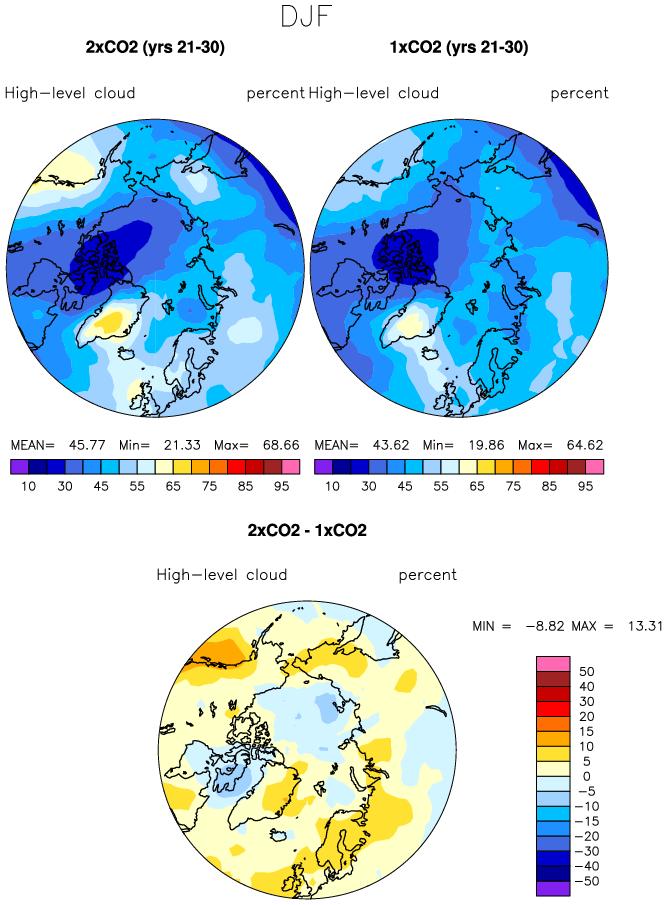 DJF
2xCO2 (yrs 21-30) 1xCO2 (yrs 21-30)
High-level cloud percent High-level cloud percent
MEAN= 45.77 Min= 21.33 Max= 68.66 MEAN= 43.62 Min= 19.86 Max= 64.62
10 30 45 55 65 75 85 95 10 30 45 55 65 75 85 95
2xCO2 - 1xCO2
High-level cloud percent
MIN = -8.82 MAX = 13.31
50
40
30
20
15
10
5
0
-5
-10
-15
-20
-30
-40
-50